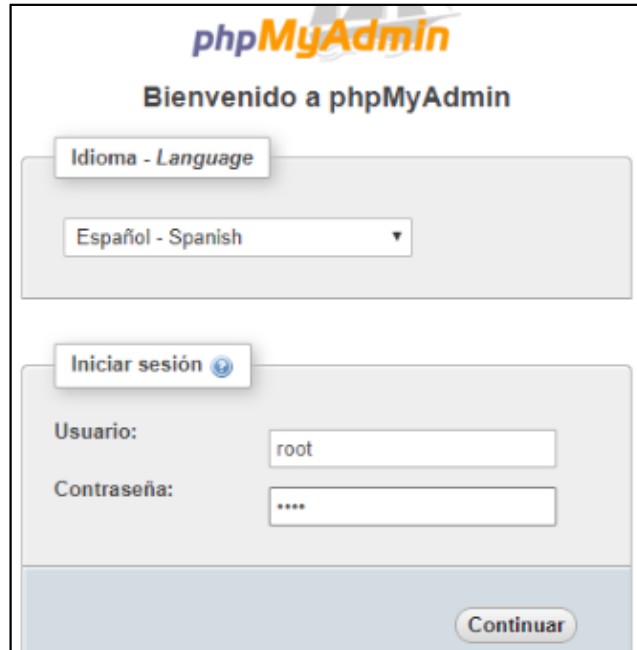 phpMyAdmin
Bienvenido a phpMyAdmin
Idioma - Language
Español - Spanish
Iniciar sesión
Usuario:
root
Contraseña:
••••
Continuar